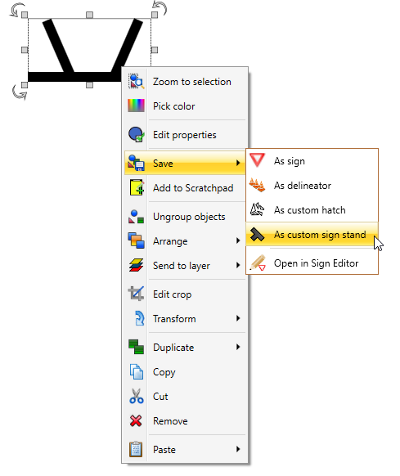 Zoom to selection
Pick color
Edit properties
Save
Add to Scratchpad
Ungroup objects
Arrange
Send to layer
Edit crop
Transform
Duplicate
Copy
Cut
Remove
Paste
As sign
As delineator
As custom hatch
As custom sign stand
Open in Sign Editor